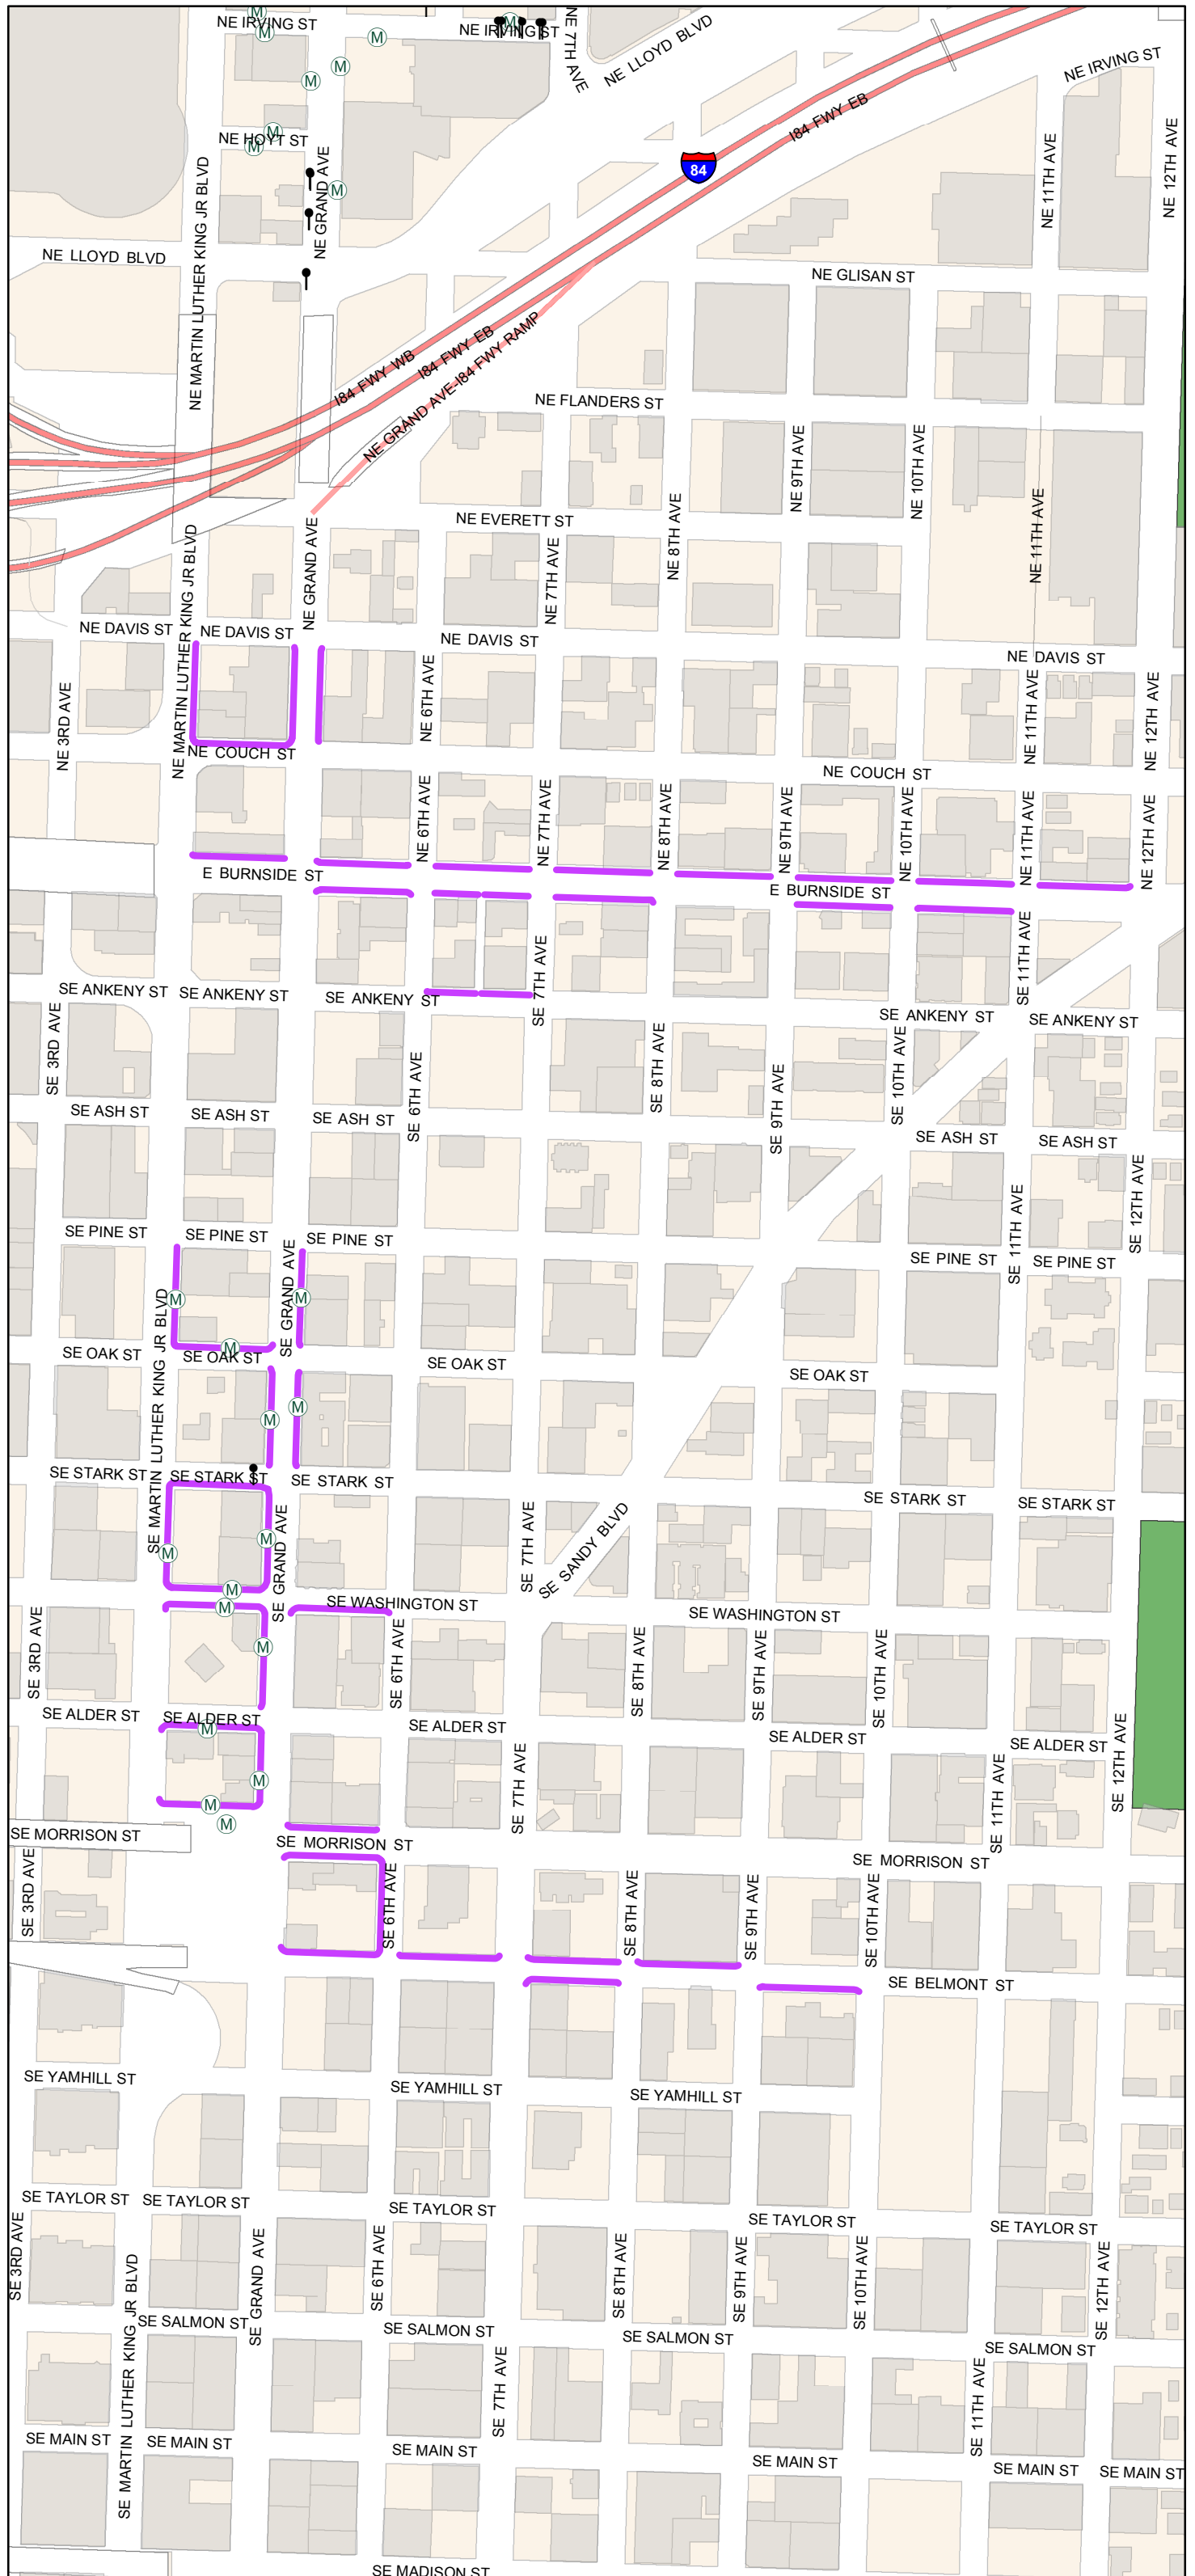 NE IRVING ST
NE IRVING ST
NE 7TH AVE
NE LLOYD BLVD
NE IRVING ST
M
M
M
M
M
M
M
M
M
I84 FWY EB
NE HOYT ST
NE GRAND AVE
NE MARTIN LUTHER KING JR BLVD
84
NE 11TH AVE
NE 12TH AVE
NE LLOYD BLVD
NE GLISAN ST
I84 FWY WB
I84 FWY EB
NE GRAND AVE-I84 FWY RAMP
NE FLANDERS ST
NE 9TH AVE
NE 10TH AVE
NE EVERETT ST
NE GRAND AVE
NE 7TH AVE
NE 8TH AVE
NE 11TH AVE
NE MARTIN LUTHER KING JR BLVD
NE DAVIS ST
NE DAVIS ST
NE DAVIS ST
NE DAVIS ST
NE 3RD AVE
NE 6TH AVE
NE 11TH AVE
NE 12TH AVE
NE COUCH ST
NE COUCH ST
NE 6TH AVE
NE 7TH AVE
NE 8TH AVE
NE 9TH AVE
NE 10TH AVE
NE 11TH AVE
NE 12TH AVE
E BURNSIDE ST
E BURNSIDE ST
SE 7TH AVE
SE 11TH AVE
SE ANKENY ST
SE ANKENY ST
SE ANKENY ST
SE ANKENY ST
SE ANKENY ST
SE 3RD AVE
SE 6TH AVE
SE 8TH AVE
SE 9TH AVE
SE 10TH AVE
SE ASH ST
SE ASH ST
SE ASH ST
SE ASH ST
SE ASH ST
SE 11TH AVE
SE 12TH AVE
SE PINE ST
SE PINE ST
SE PINE ST
SE PINE ST
SE PINE ST
SE GRAND AVE
M
M
M
SE MARTIN LUTHER KING JR BLVD
SE OAK ST
SE OAK ST
SE OAK ST
SE OAK ST
M
M
SE STARK ST
SE STARK ST
SE STARK ST
SE STARK ST
SE STARK ST
SE GRAND AVE
M
M
M
SE 7TH AVE
SE SANDY BLVD
M
M
SE WASHINGTON ST
SE WASHINGTON ST
SE 3RD AVE
SE 6TH AVE
SE 8TH AVE
SE 9TH AVE
SE 10TH AVE
SE ALDER ST
SE ALDER ST
SE ALDER ST
SE ALDER ST
SE ALDER ST
M
M
M
M
SE 7TH AVE
SE 11TH AVE
SE 12TH AVE
SE MORRISON ST
SE MORRISON ST
SE MORRISON ST
SE 3RD AVE
SE 6TH AVE
SE 8TH AVE
SE 9TH AVE
SE 10TH AVE
SE BELMONT ST
SE YAMHILL ST
SE YAMHILL ST
SE YAMHILL ST
SE TAYLOR ST
SE TAYLOR ST
SE TAYLOR ST
SE TAYLOR ST
SE TAYLOR ST
SE 3RD AVE
SE MARTIN LUTHER KING JR BLVD
SE GRAND AVE
SE 6TH AVE
SE 8TH AVE
SE 9TH AVE
SE 10TH AVE
SE 12TH AVE
SE SALMON ST
SE SALMON ST
SE SALMON ST
SE SALMON ST
SE 7TH AVE
SE 11TH AVE
SE MAIN ST
SE MAIN ST
SE MAIN ST
SE MAIN ST
SE MAIN ST
SE MAIN ST
SE MADISON ST